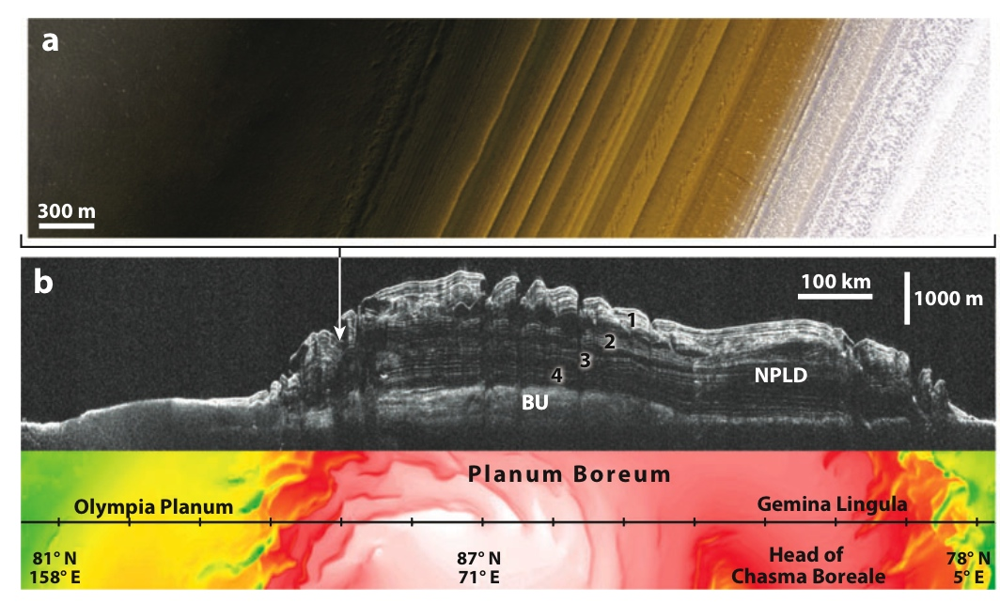 a
300 m
b
100 km
1000 m
1
2
3
4
NPLD
BU
Planum Boreum
Olympia Planum
Gemina Lingula
81° N
158° E
87° N
71° E
Head of
Chasma Boreale
78° N
5° E